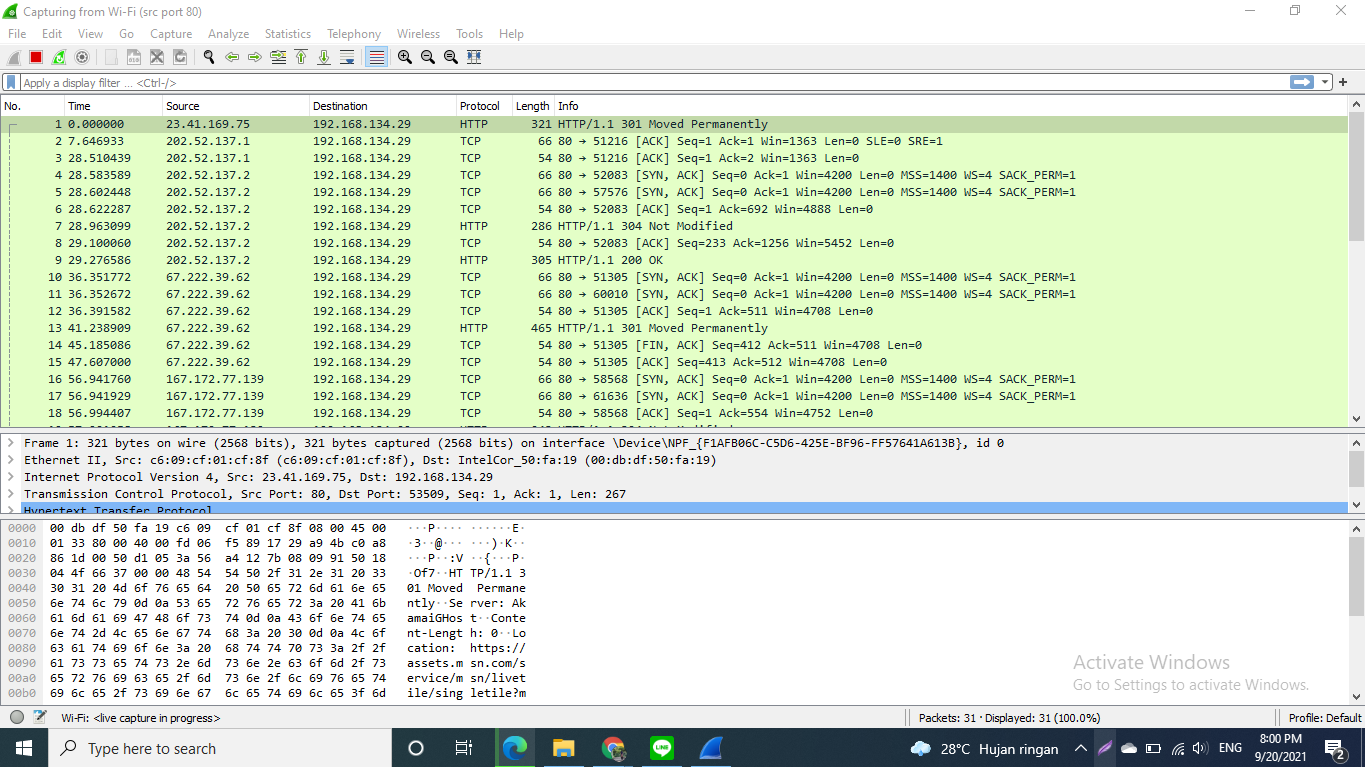 Capturing from Wi-Fi (src port 80)
File Edit View Go Capture Analyze Statistics Telephony Wireless Tools Help
Apply a display filter ... <Ctrl-/>
No. Time Source Destination Protocol Length Info
1 0.000000 23.41.169.75 192.168.134.29 HTTP 321 HTTP/1.1 301 Moved Permanently
2 7.646933 202.52.137.1 192.168.134.29 TCP 66 80 → 51216 [ACK] Seq=1 Ack=1 Win=1363 Len=0 SLE=0 SRE=1
3 28.510439 202.52.137.1 192.168.134.29 TCP 54 80 → 51216 [ACK] Seq=1 Ack=2 Win=1363 Len=0
4 28.583589 202.52.137.2 192.168.134.29 TCP 66 80 → 52083 [SYN, ACK] Seq=0 Ack=1 Win=4200 Len=0 MSS=1400 WS=4 SACK_PERM=1
5 28.602448 202.52.137.2 192.168.134.29 TCP 66 80 → 57576 [SYN, ACK] Seq=0 Ack=1 Win=4200 Len=0 MSS=1400 WS=4 SACK_PERM=1
6 28.622287 202.52.137.2 192.168.134.29 TCP 54 80 → 52083 [ACK] Seq=1 Ack=692 Win=4888 Len=0
7 28.963099 202.52.137.2 192.168.134.29 HTTP 286 HTTP/1.1 304 Not Modified
8 29.100060 202.52.137.2 192.168.134.29 TCP 54 80 → 52083 [ACK] Seq=233 Ack=1256 Win=5452 Len=0
9 29.276586 202.52.137.2 192.168.134.29 HTTP 305 HTTP/1.1 200 OK
10 36.351772 67.222.39.62 192.168.134.29 TCP 66 80 → 51305 [SYN, ACK] Seq=0 Ack=1 Win=4200 Len=0 MSS=1400 WS=4 SACK_PERM=1
11 36.352672 67.222.39.62 192.168.134.29 TCP 66 80 → 60010 [SYN, ACK] Seq=0 Ack=1 Win=4200 Len=0 MSS=1400 WS=4 SACK_PERM=1
12 36.391582 67.222.39.62 192.168.134.29 TCP 54 80 → 51305 [ACK] Seq=1 Ack=511 Win=4708 Len=0
13 41.238909 67.222.39.62 192.168.134.29 HTTP 465 HTTP/1.1 301 Moved Permanently
14 45.185086 67.222.39.62 192.168.134.29 TCP 54 80 → 51305 [FIN, ACK] Seq=412 Ack=511 Win=4708 Len=0
15 47.607000 67.222.39.62 192.168.134.29 TCP 54 80 → 51305 [ACK] Seq=413 Ack=512 Win=4708 Len=0
16 56.941760 167.172.77.139 192.168.134.29 TCP 66 80 → 58568 [SYN, ACK] Seq=0 Ack=1 Win=4200 Len=0 MSS=1400 WS=4 SACK_PERM=1
17 56.941929 167.172.77.139 192.168.134.29 TCP 66 80 → 61636 [SYN, ACK] Seq=0 Ack=1 Win=4200 Len=0 MSS=1400 WS=4 SACK_PERM=1
18 56.994407 167.172.77.139 192.168.134.29 TCP 54 80 → 58568 [ACK] Seq=1 Ack=554 Win=4752 Len=0
Frame 1: 321 bytes on wire (2568 bits), 321 bytes captured (2568 bits) on interface \Device\NPF_{F1AFB06C-C5D6-425E-BF96-FF57641A613B}, id 0
Ethernet II, Src: c6:09:cf:01:cf:8f (c6:09:cf:01:cf:8f), Dst: IntelCor_50:fa:19 (00:db:df:50:fa:19)
Internet Protocol Version 4, Src: 23.41.169.75, Dst: 192.168.134.29
Transmission Control Protocol, Src Port: 80, Dst Port: 53509, Seq: 1, Ack: 1, Len: 267
Hypertext Transfer Protocol
0000 00 db df 50 fa 19 c6 09 cf 01 cf 8f 08 00 45 00 ···P···· ······E·
0010 01 33 80 00 40 00 fd 06 f5 89 17 29 a9 4b c0 a8 ·3··@··· ···)·K··
0020 86 1d 00 50 d1 05 3a 56 a4 12 7b 08 09 91 50 18 ···P··:V ··{···P·
0030 04 4f 66 37 00 00 48 54 54 50 2f 31 2e 31 20 33 ·Of7··HT TP/1.1 3
0040 30 31 20 4d 6f 76 65 64 20 50 65 72 6d 61 6e 65 01 Moved Permane
0050 6e 74 6c 79 0d 0a 53 65 72 76 65 72 3a 20 41 6b ntly··Se rver: Ak
0060 61 6d 61 69 47 48 6f 73 74 0d 0a 43 6f 6e 74 65 amaiGHos t··Conte
0070 6e 74 2d 4c 65 6e 67 74 68 3a 20 30 0d 0a 4c 6f nt-Lengt h: 0··Lo
0080 63 61 74 69 6f 6e 3a 20 68 74 74 70 73 3a 2f 2f cation: https://
0090 61 73 73 65 74 73 2e 6d 73 6e 2e 63 6f 6d 2f 73 assets.m sn.com/s
00a0 65 72 76 69 63 65 2f 6d 73 6e 2f 6c 69 76 65 74 ervice/m sn/livet
00b0 69 6c 65 2f 73 69 6e 67 6c 65 74 69 6c 65 3f 6d ile/sing letile?m
Activate Windows
Go to Settings to activate Windows.
Wi-Fi: <live capture in progress> Packets: 31 · Displayed: 31 (100.0%) Profile: Default
Type here to search LINE 28°C Hujan ringan ENG 8:00 PM
9/20/2021 2